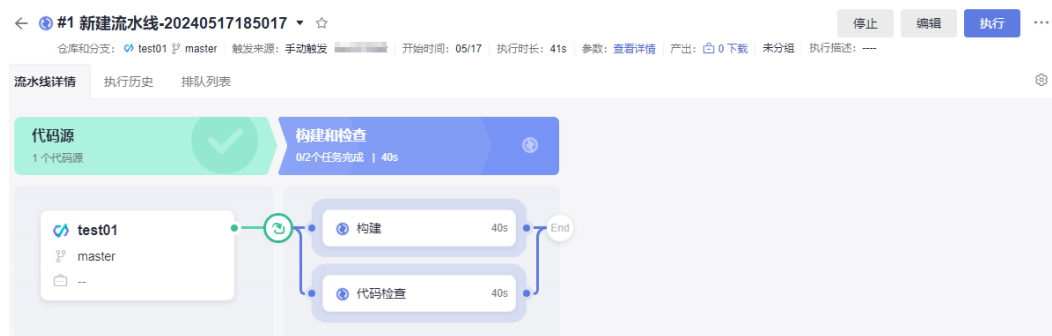 #1 新建流水线-20240517185017
停止 编辑 执行
仓库和分支: test01 master 触发来源: 手动触发 开始时间: 05/17 执行时长: 41s 参数: 查看详情 产出: 0 下载 未分组 执行描述: ----
流水线详情 执行历史 排队列表
代码源
1 个代码源
构建和检查
0/2个任务完成 | 40s
test01
master
--
构建 40s
代码检查 40s
End